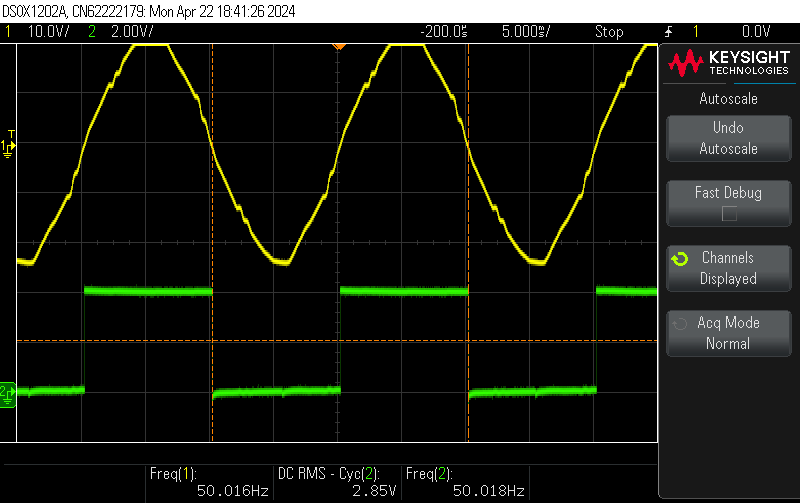 DSOX1202A, CN62222179: Mon Apr 22 18:41:26 2024
1 10.0V/ 2 2.00V/ -200.0s 5.000s/ Stop 1 0.0V
KEYSIGHT
TECHNOLOGIES
Autoscale
Undo
Autoscale
Fast Debug
Channels
Displayed
Acq Mode
Normal
T
1
2
Freq(1): DC RMS - Cyc(2): Freq(2):
50.016Hz 2.85V 50.018Hz